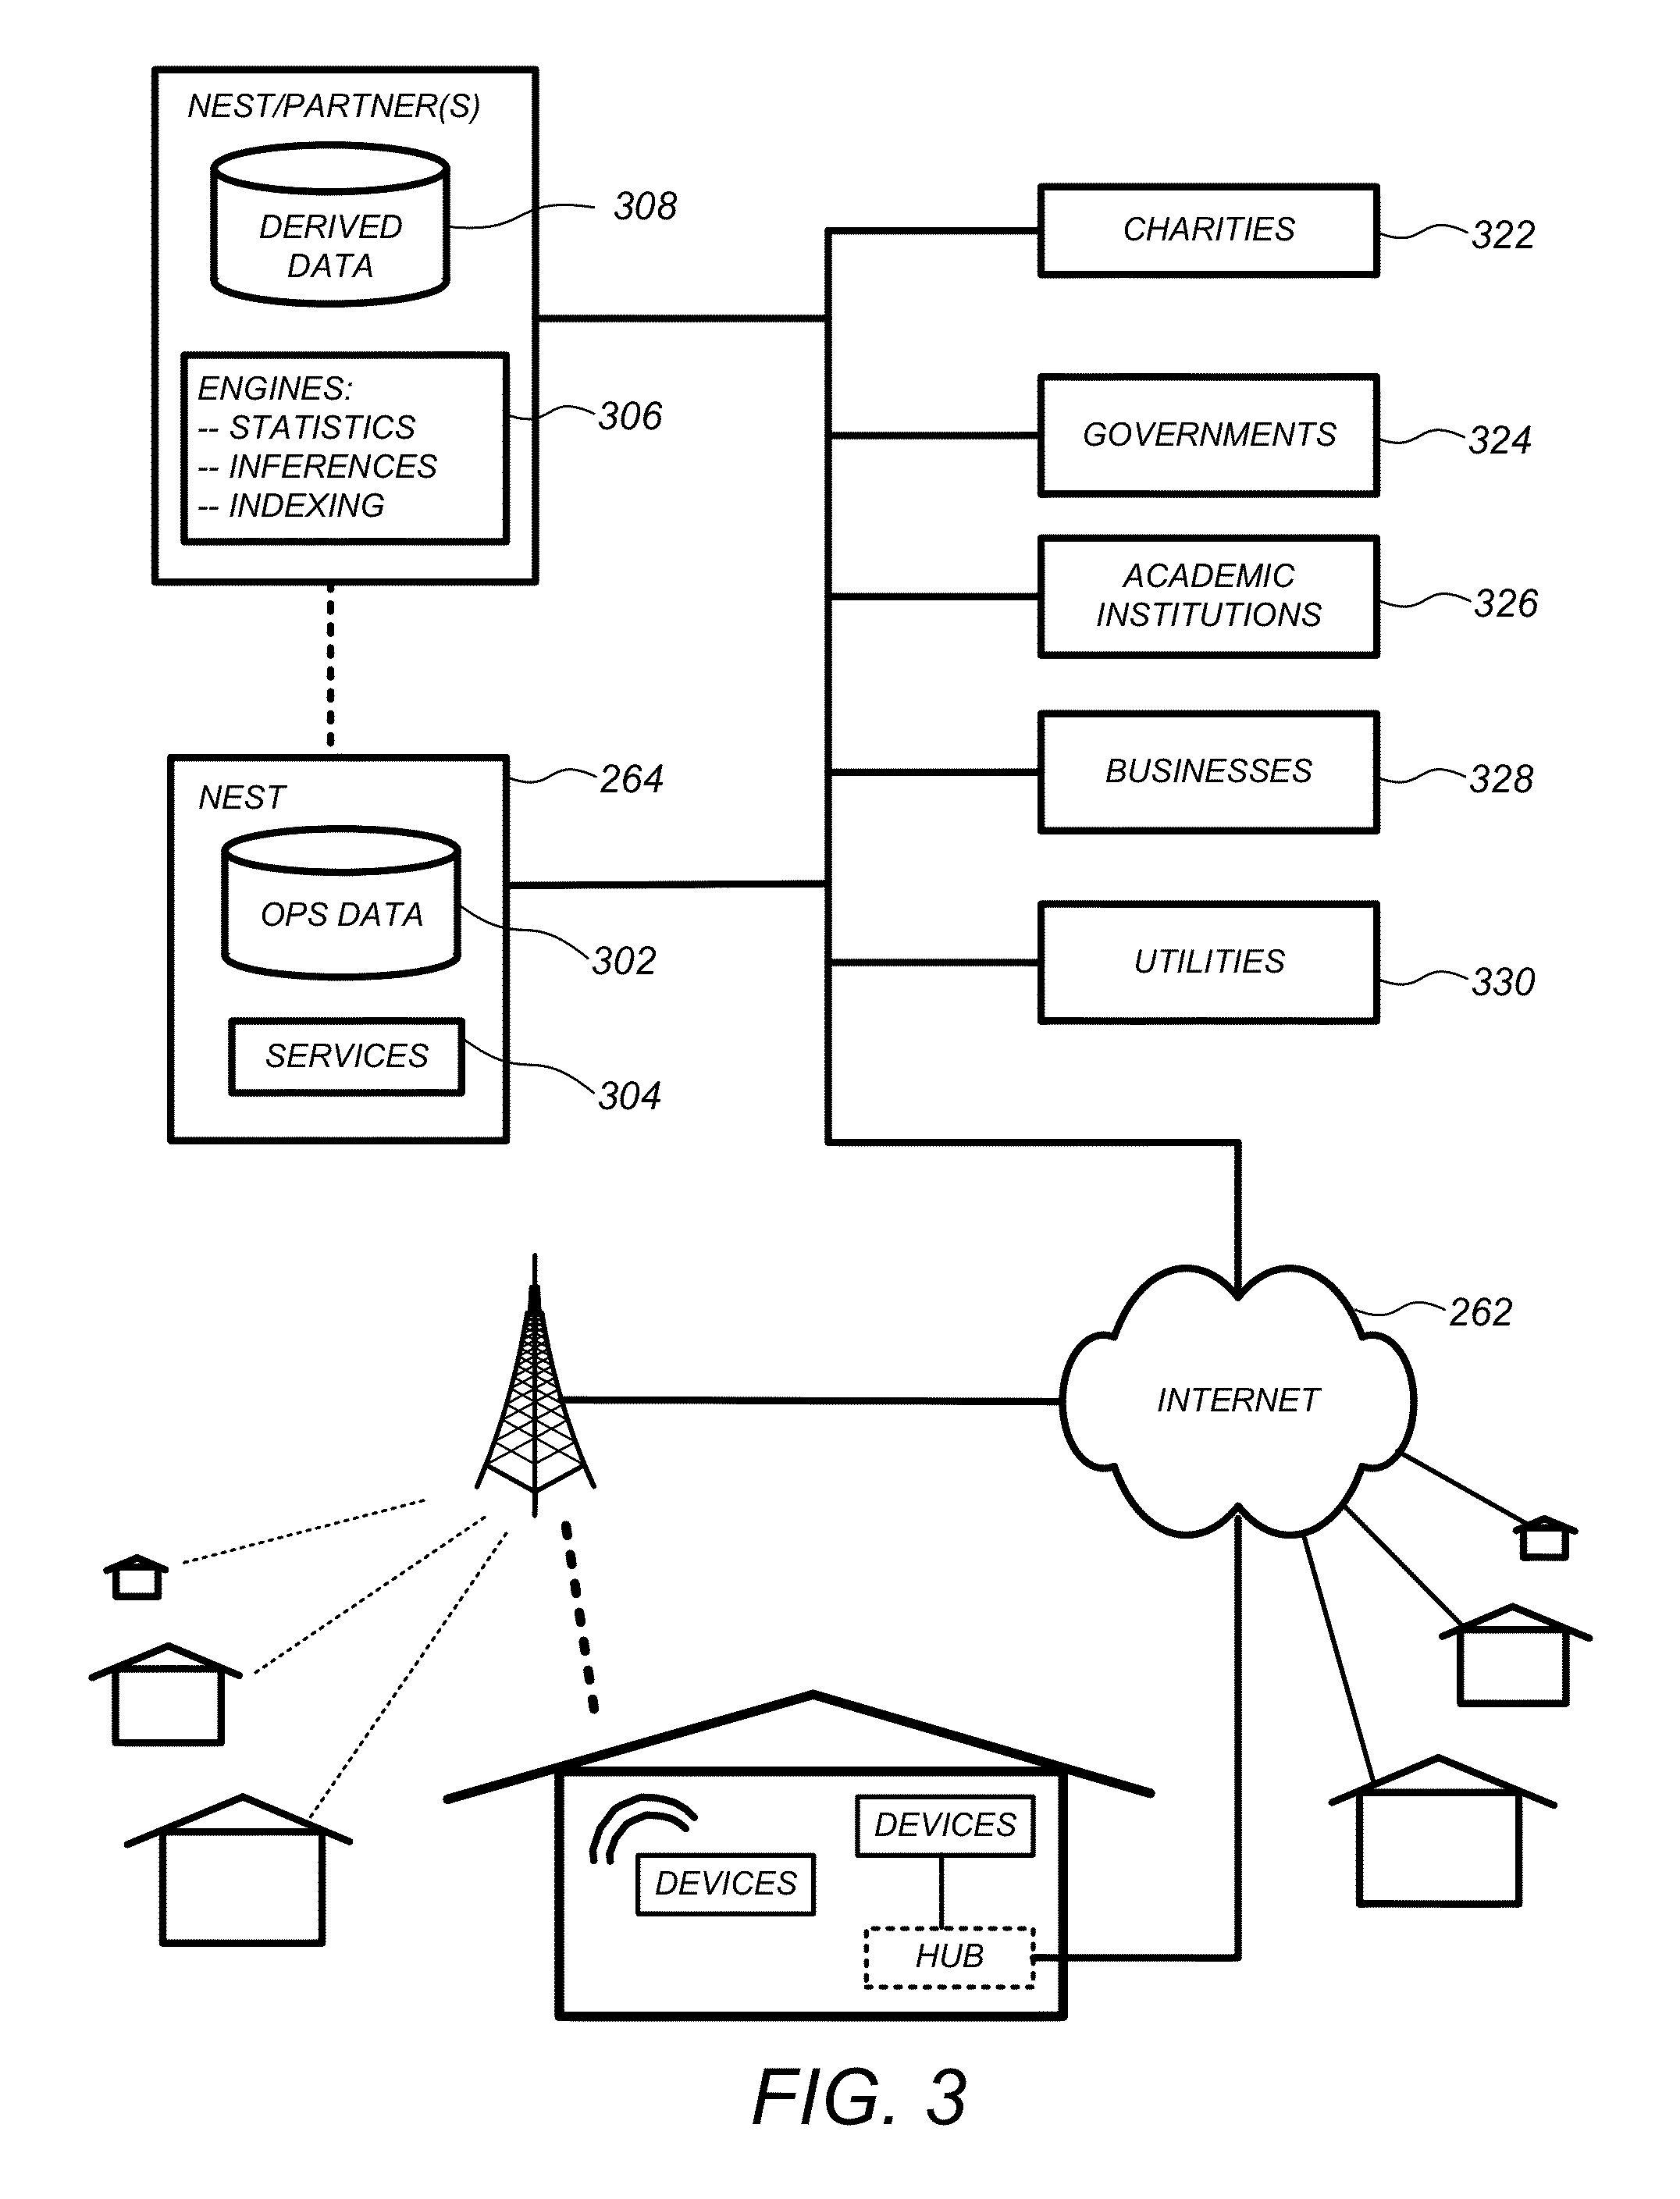 NEST/PARTNER(S)
DERIVED
DATA
308
ENGINES:
-- STATISTICS
-- INFERENCES
-- INDEXING
306
CHARITIES
322
GOVERNMENTS
324
ACADEMIC
INSTITUTIONS
326
BUSINESSES
328
UTILITIES
330
NEST
264
OPS DATA
302
SERVICES
304
INTERNET
262
DEVICES
DEVICES
HUB
FIG. 3